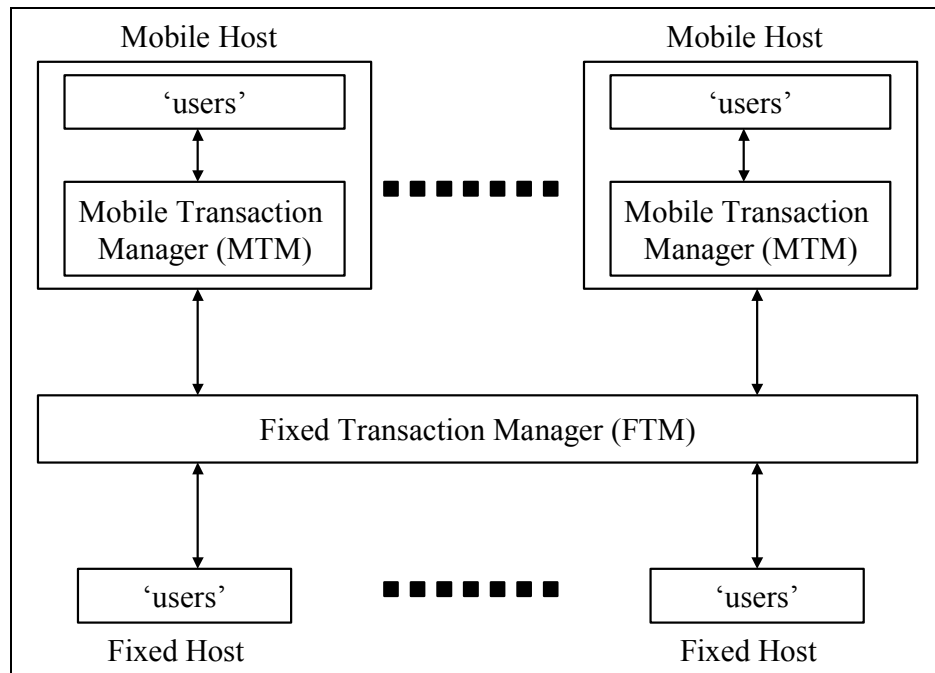 Mobile Host
Mobile Host
‘users’
‘users’
Mobile Transaction
Manager (MTM)
Mobile Transaction
Manager (MTM)
Fixed Transaction Manager (FTM)
‘users’
‘users’
Fixed Host
Fixed Host